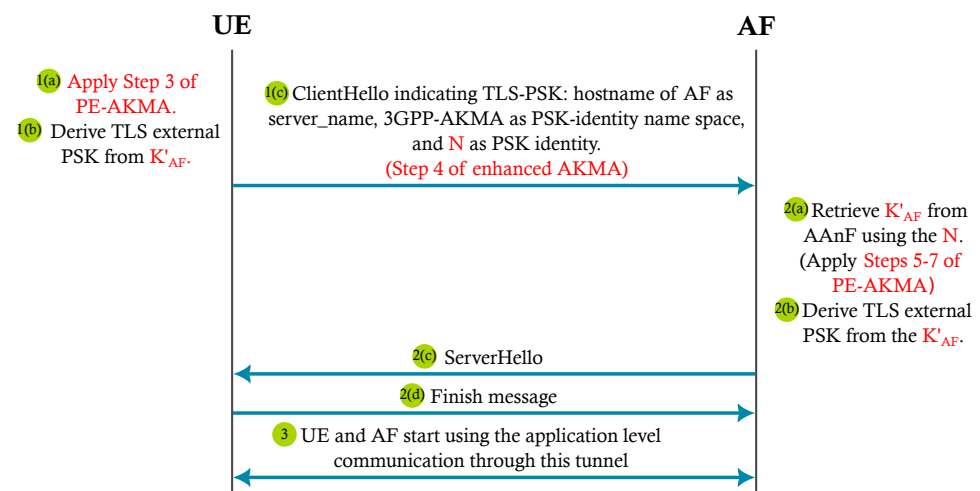 UE
AF
1(a) Apply Step 3 of
PE-AKMA.
1(b) Derive TLS external
PSK from K'AF.
1(c) ClientHello indicating TLS-PSK: hostname of AF as
server_name, 3GPP-AKMA as PSK-identity name space,
and N as PSK identity.
(Step 4 of enhanced AKMA)
2(a) Retrieve K'AF from
AAnF using the N.
(Apply Steps 5-7 of
PE-AKMA)
2(b) Derive TLS external
PSK from the K'AF.
2(c) ServerHello
2(d) Finish message
3 UE and AF start using the application level
communication through this tunnel